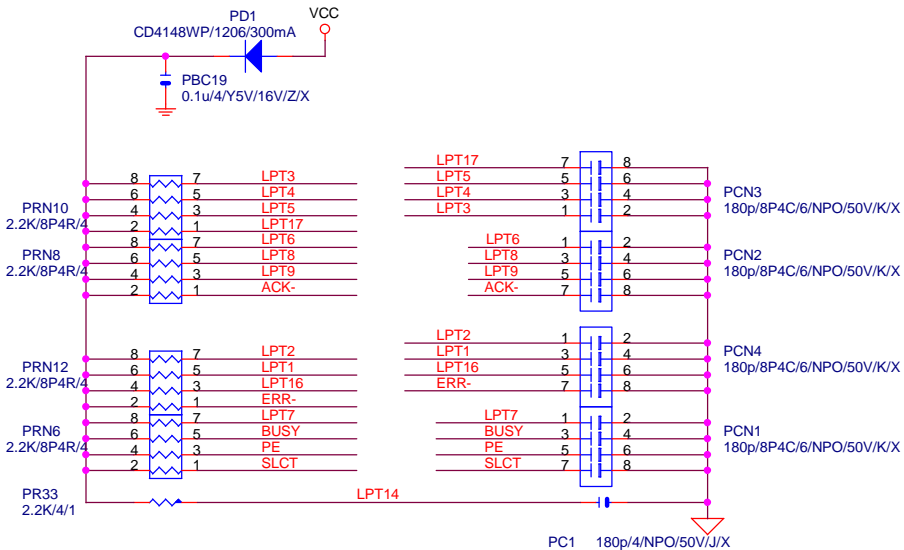 PD1 VCC
CD4148WP/1206/300mA
PBC19
0.1u/4/Y5V/16V/Z/X
PRN10
2.2K/8P4R/4
8 7 LPT3
6 5 LPT4
4 3 LPT5
2 1 LPT17
PRN8
2.2K/8P4R/4
8 7 LPT6
6 5 LPT8
4 3 LPT9
2 1 ACK-
PRN12
2.2K/8P4R/4
8 7 LPT2
6 5 LPT1
4 3 LPT16
2 1 ERR-
PRN6
2.2K/8P4R/4
8 7 LPT7
6 5 BUSY
4 3 PE
2 1 SLCT
PR33
2.2K/4/1
LPT14
LPT17 7 8
LPT5 5 6
LPT4 3 4
LPT3 1 2
PCN3
180p/8P4C/6/NPO/50V/K/X
LPT6 1 2
LPT8 3 4
LPT9 5 6
ACK- 7 8
PCN2
180p/8P4C/6/NPO/50V/K/X
LPT2 1 2
LPT1 3 4
LPT16 5 6
ERR- 7 8
PCN4
180p/8P4C/6/NPO/50V/K/X
LPT7 1 2
BUSY 3 4
PE 5 6
SLCT 7 8
PCN1
180p/8P4C/6/NPO/50V/K/X
PC1 180p/4/NPO/50V/J/X